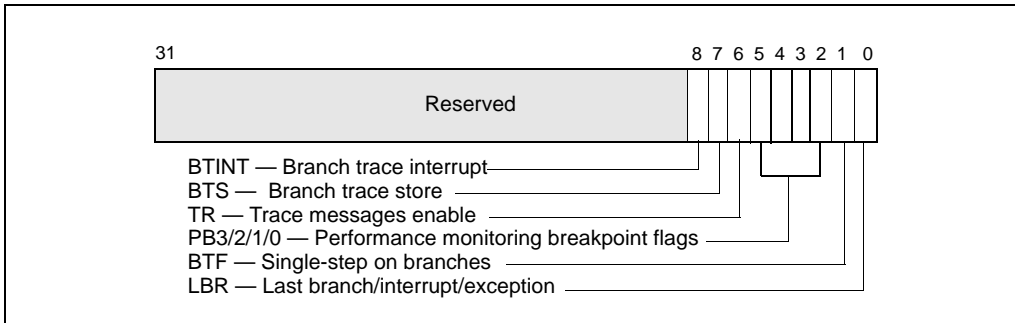 31 8 7 6 5 4 3 2 1 0
Reserved
BTINT — Branch trace interrupt
BTS — Branch trace store
TR — Trace messages enable
PB3/2/1/0 — Performance monitoring breakpoint flags
BTF — Single-step on branches
LBR — Last branch/interrupt/exception